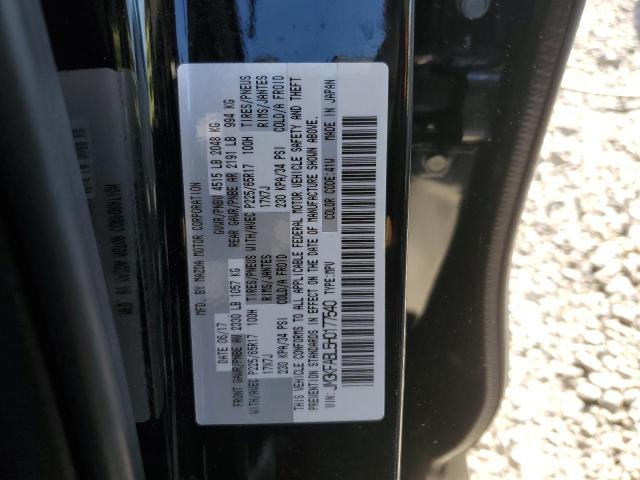 MFD. BY MAZDA MOTOR CORPORATION
DATE 06/17 GVWR/PNBV 4515 LB 2048 KG
FRONT GAWR/PNBE AV 2330 LB 1057 KG REAR GAWR/PNBE AR 2191 LB 994 KG
WITH/AVEC P225/65R17 100H TIRES/PNEUS WITH/AVEC P225/65R17 100H TIRES/PNEUS
17X7J RIMS/JANTES 17X7J RIMS/JANTES
230 KPA/34 PSI COLD/A FROID 230 KPA/34 PSI COLD/A FROID
THIS VEHICLE CONFORMS TO ALL APPLICABLE FEDERAL MOTOR VEHICLE SAFETY AND THEFT
PREVENTION STANDARDS IN EFFECT ON THE DATE OF MANUFACTURE SHOWN ABOVE.
VIN: JM3KFABL5H0177540 TYPE:MPV COLOR CODE:41W MADE IN JAPAN